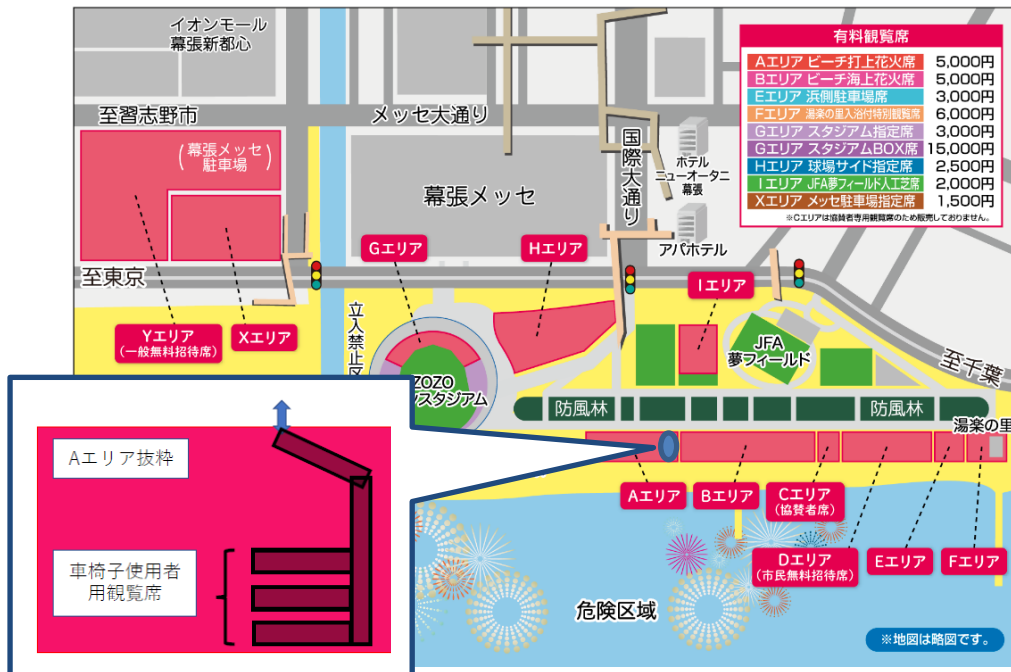 イオンモール
幕張新都心
有料観覧席
Aエリア ビーチ打上花火席 5,000円
Bエリア ビーチ海上花火席 5,000円
Eエリア 浜側駐車場席 3,000円
Fエリア 湯楽の里入浴付特別観覧席 6,000円
Gエリア スタジアム指定席 3,000円
Gエリア スタジアムBOX席 15,000円
Hエリア 球場サイド指定席 2,500円
Iエリア JFA夢フィールド人工芝席 2,000円
Xエリア メッセ駐車場指定席 1,500円
※Cエリアは協賛者専用観覧席のため販売しておりません。
至習志野市
メッセ大通り
(幕張メッセ
駐車場)
幕張メッセ
国際大通り
ホテル
ニューオータニ
幕張
アパホテル
Gエリア
Hエリア
至東京
Iエリア
Yエリア
(一般無料招待席)
Xエリア
立入禁止区
JFA
夢フィールド
至千葉
ZOZO
ンスタジアム
防風林
防風林
湯楽の里
Aエリア抜粋
Aエリア
Bエリア
Cエリア
(協賛者席)
Dエリア
(市民無料招待席)
Eエリア
Fエリア
車椅子使用者
用観覧席
危険区域
※地図は略図です。